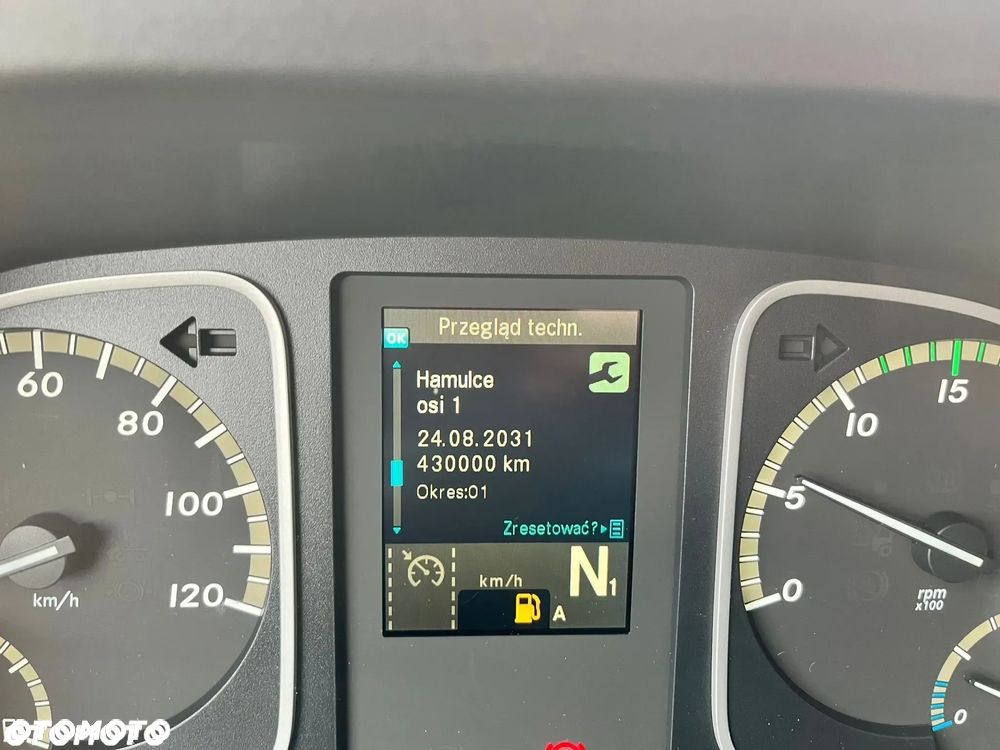 Przegląd techn.
OK
Hamulce
osi 1
24.08.2031
430000 km
Okres:01
Zresetować?
km/h
N1
A
60
80
100
120
km/h
15
10
5
0
rpm
x100
0
OTOMOTO